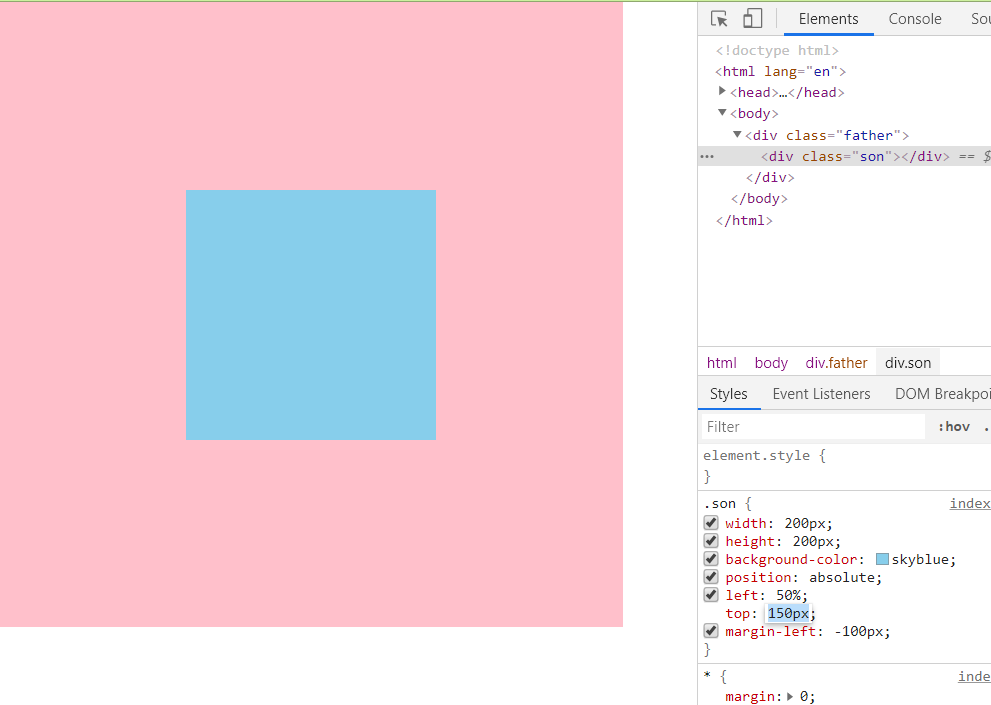 Elements Console Sou
<!doctype html>
<html lang="en">
<head>…</head>
<body>
<div class="father">
<div class="son"></div> == $
</div>
</body>
</html>
html body div.father div.son
Styles Event Listeners DOM Breakpoi
Filter :hov .
element.style {
}
.son { index
width: 200px;
height: 200px;
background-color: skyblue;
position: absolute;
left: 50%;
top: 150px;
margin-left: -100px;
}
* { inde
margin: 0;